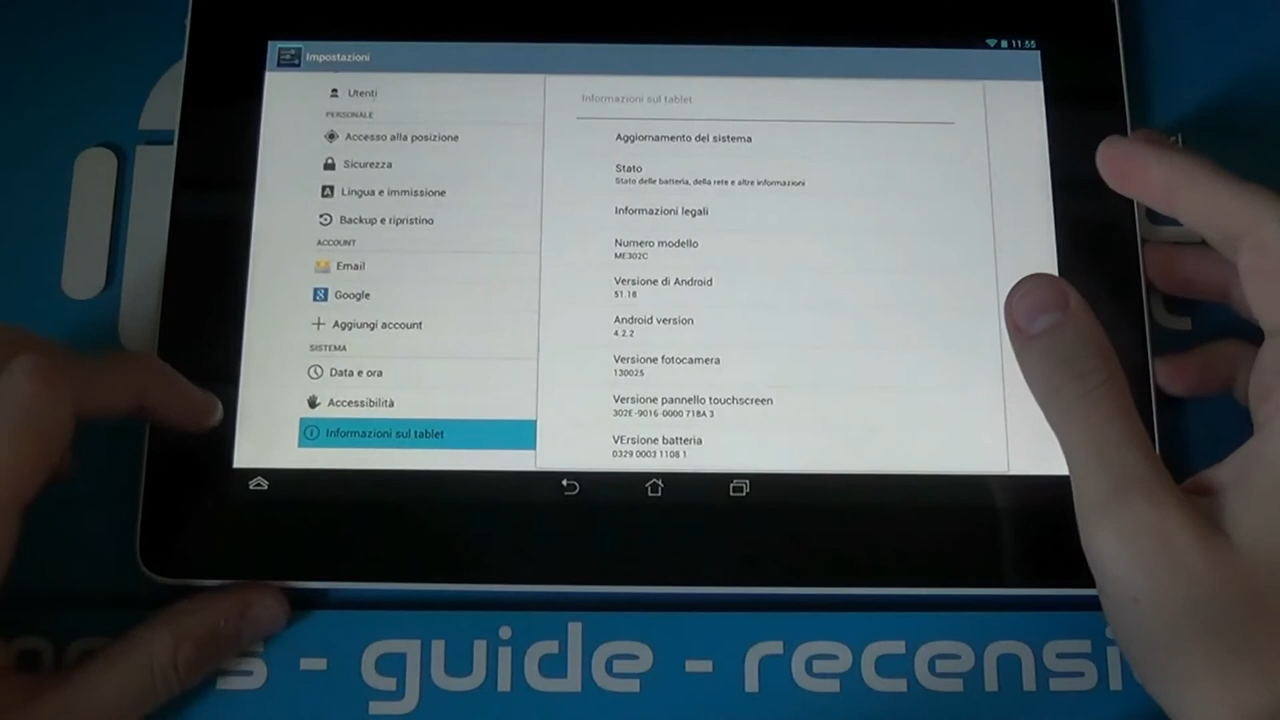 11.55
Impostazioni
Utenti
PERSONALE
Accesso alla posizione
Sicurezza
Lingua e immissione
Backup e ripristino
ACCOUNT
Email
Google
Aggiungi account
SISTEMA
Data e ora
Accessibilità
Informazioni sul tablet
Informazioni sul tablet
Aggiornamento del sistema
Stato
Stato delle batteria, della rete e altre informazioni
Informazioni legali
Numero modello
ME302C
Versione di Android
51.18
Android version
4.2.2
Versione fotocamera
130025
Versione pannello touchscreen
302E-9016-0000 718A 3
VErsione batteria
0329 0003 1108 1
s - guide - recensi